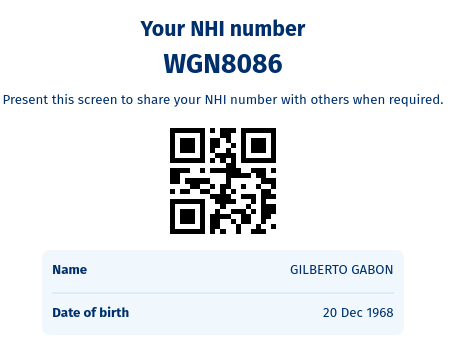 Your NHI number
WGN8086
Present this screen to share your NHI number with others when required.
Name GILBERTO GABON
Date of birth 20 Dec 1968